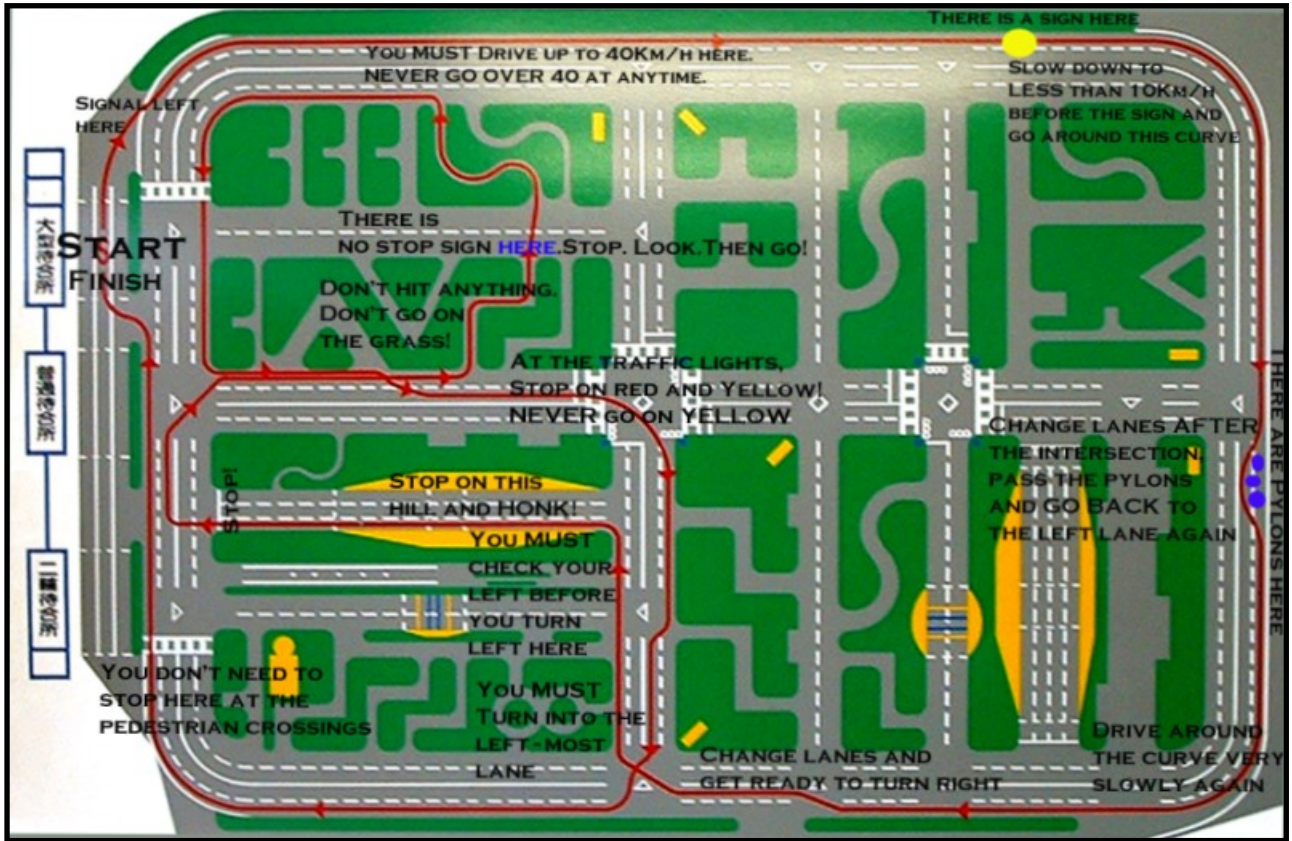 THERE IS A SIGN HERE
YOU MUST DRIVE UP TO 40KM/H HERE.
NEVER GO OVER 40 AT ANYTIME.
SLOW DOWN TO
LESS THAN 10KM/H
BEFORE THE SIGN AND
GO AROUND THIS CURVE
SIGNAL LEFT
HERE
START
FINISH
THERE IS
NO STOP SIGN HERE.STOP. LOOK.THEN GO!
DON'T HIT ANYTHING.
DON'T GO ON
THE GRASS!
AT THE TRAFFIC LIGHTS,
STOP ON RED AND YELLOW!
NEVER GO ON YELLOW
THERE ARE PYLONS HERE
CHANGE LANES AFTER
THE INTERSECTION.
PASS THE PYLONS
AND GO BACK TO
THE LEFT LANE AGAIN
STOP!
STOP ON THIS
HILL AND HONK!
YOU MUST
CHECK YOUR
LEFT BEFORE
YOU TURN
LEFT HERE
YOU DON'T NEED TO
STOP HERE AT THE
PEDESTRIAN CROSSINGS
YOU MUST
TURN INTO THE
LEFT-MOST
LANE
CHANGE LANES AND
GET READY TO TURN RIGHT
DRIVE AROUND
THE CURVE VERY
SLOWLY AGAIN